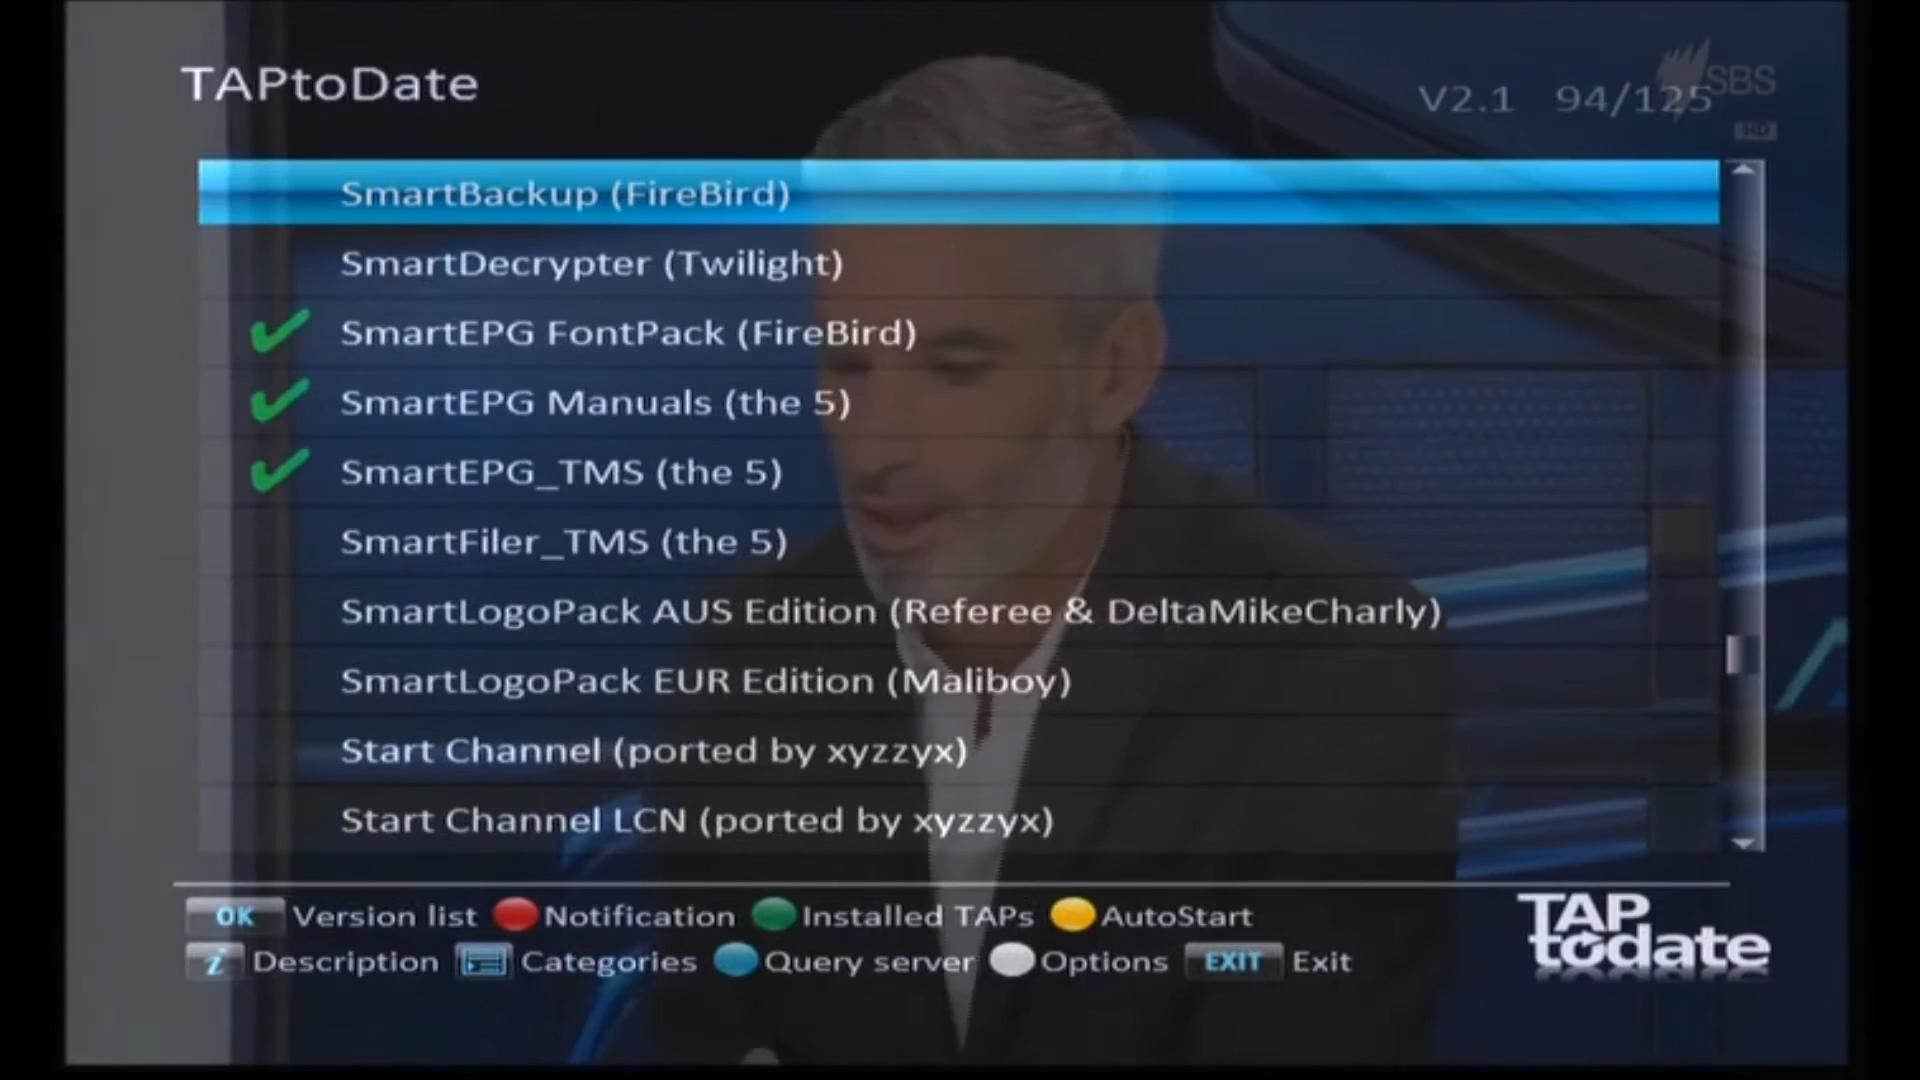 TAPtoDate
V2.1 94/125
SBS
HD
SmartBackup (FireBird)
SmartDecrypter (Twilight)
SmartEPG FontPack (FireBird)
SmartEPG Manuals (the 5)
SmartEPG_TMS (the 5)
SmartFiler_TMS (the 5)
SmartLogoPack AUS Edition (Referee & DeltaMikeCharly)
SmartLogoPack EUR Edition (Maliboy)
Start Channel (ported by xyzzyx)
Start Channel LCN (ported by xyzzyx)
OK Version list Notification Installed TAPs AutoStart
i Description Categories Query server Options EXIT Exit
TAP
todate